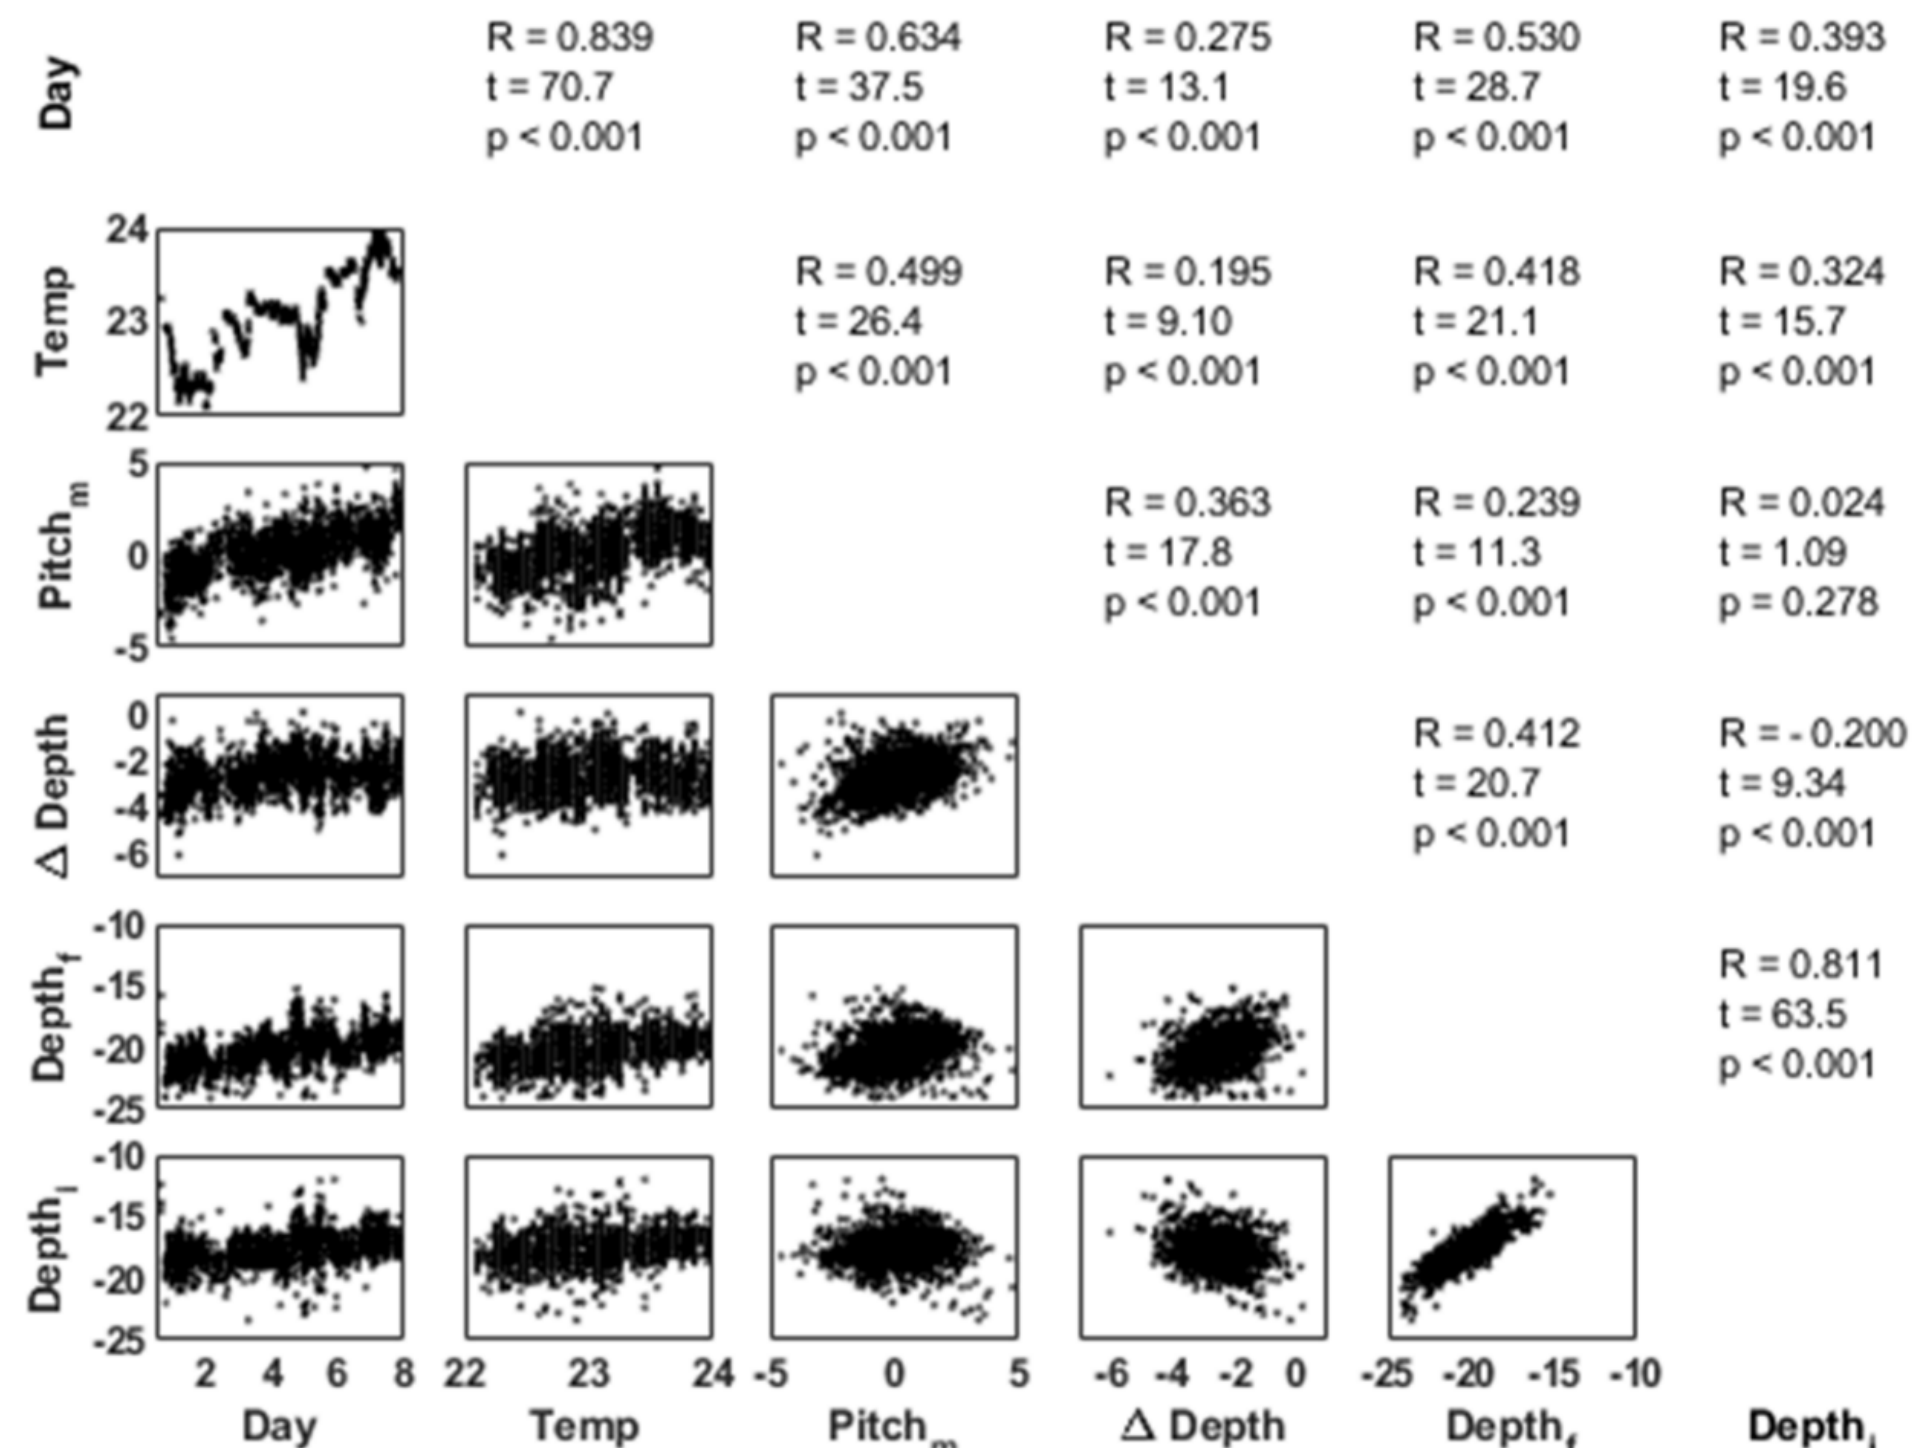 Day
R = 0.839 R = 0.634 R = 0.275 R = 0.530 R = 0.393
t = 70.7 t = 37.5 t = 13.1 t = 28.7 t = 19.6
p < 0.001 p < 0.001 p < 0.001 p < 0.001 p < 0.001
Temp
24
23
22
R = 0.499 R = 0.195 R = 0.418 R = 0.324
t = 26.4 t = 9.10 t = 21.1 t = 15.7
p < 0.001 p < 0.001 p < 0.001 p < 0.001
Pitchm
5
0
-5
R = 0.363 R = 0.239 R = 0.024
t = 17.8 t = 11.3 t = 1.09
p < 0.001 p < 0.001 p = 0.278
Δ Depth
0
-2
-4
-6
R = 0.412 R = - 0.200
t = 20.7 t = 9.34
p < 0.001 p < 0.001
Depthf
-10
-15
-20
-25
R = 0.811
t = 63.5
p < 0.001
Depthi
-10
-15
-20
-25
2 4 6 8 22 23 24 -5 0 5 -6 -4 -2 0 -25 -20 -15 -10
Day Temp Pitchm Δ Depth Depthf Depthi